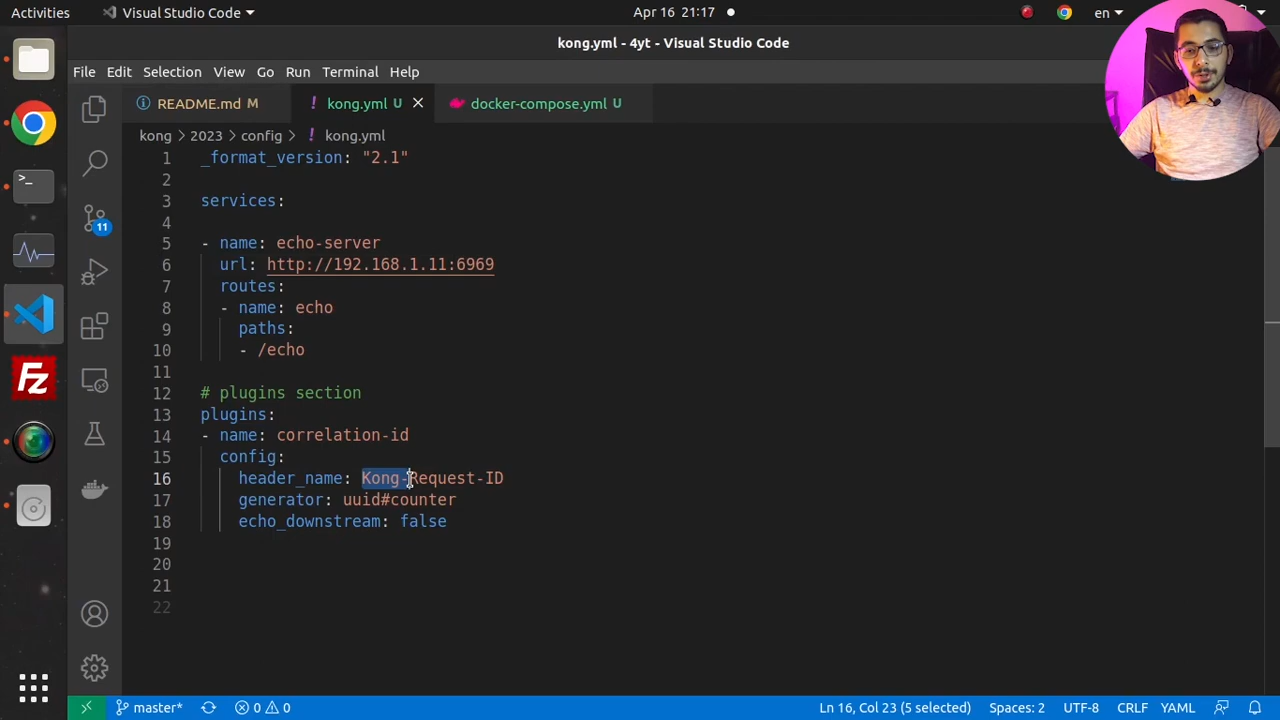 Activities
Visual Studio Code
Apr 16 21:17
en
kong.yml - 4yt - Visual Studio Code
File Edit Selection View Go Run Terminal Help
README.md M
! kong.yml U
docker-compose.yml U
kong > 2023 > config > ! kong.yml
1 _format_version: "2.1"
2
3 services:
4
5 - name: echo-server
6 url: http://192.168.1.11:6969
7 routes:
8 - name: echo
9 paths:
10 - /echo
11
12 # plugins section
13 plugins:
14 - name: correlation-id
15 config:
16 header_name: Kong-Request-ID
17 generator: uuid#counter
18 echo_downstream: false
19
20
21
22
11
Fz
master* 0 0 Ln 16, Col 23 (5 selected) Spaces: 2 UTF-8 CRLF YAML